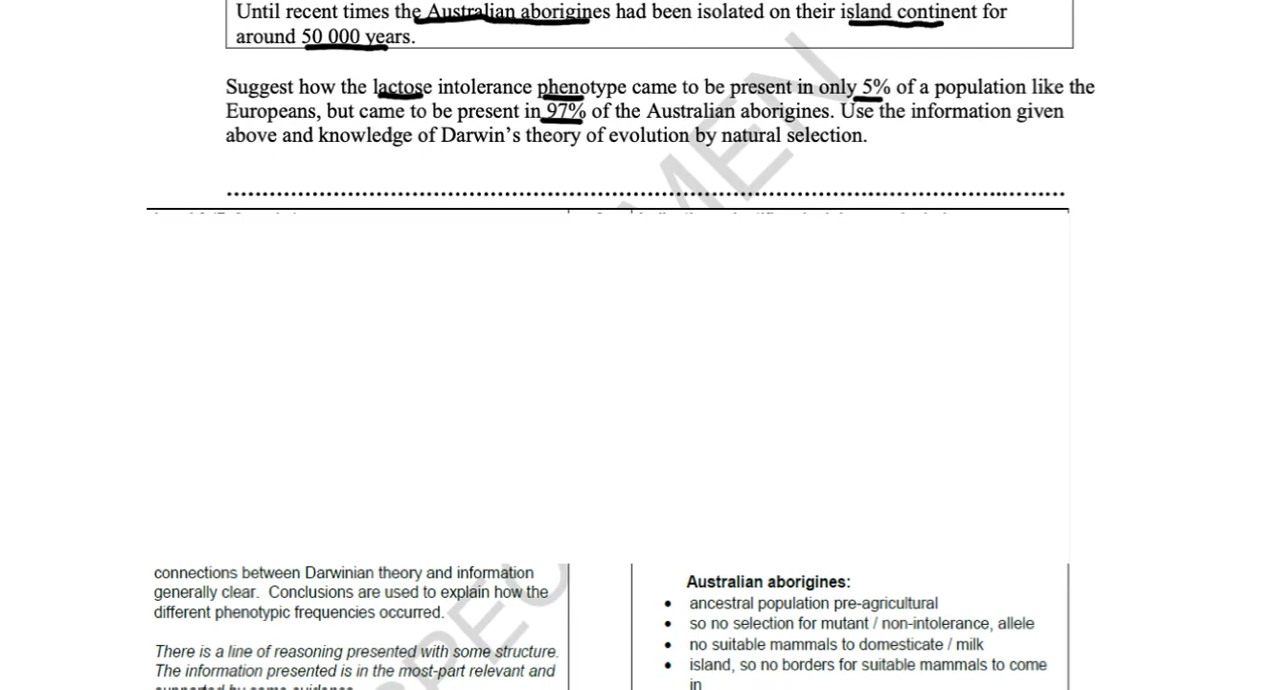 Until recent times the Australian aborigines had been isolated on their island continent for
around 50 000 years.
Suggest how the lactose intolerance phenotype came to be present in only 5% of a population like the
Europeans, but came to be present in 97% of the Australian aborigines. Use the information given
above and knowledge of Darwin's theory of evolution by natural selection.
connections between Darwinian theory and information
generally clear. Conclusions are used to explain how the
different phenotypic frequencies occurred.
There is a line of reasoning presented with some structure.
The information presented is in the most-part relevant and
Australian aborigines:
• ancestral population pre-agricultural
• so no selection for mutant / non-intolerance, allele
• no suitable mammals to domesticate / milk
• island, so no borders for suitable mammals to come
in